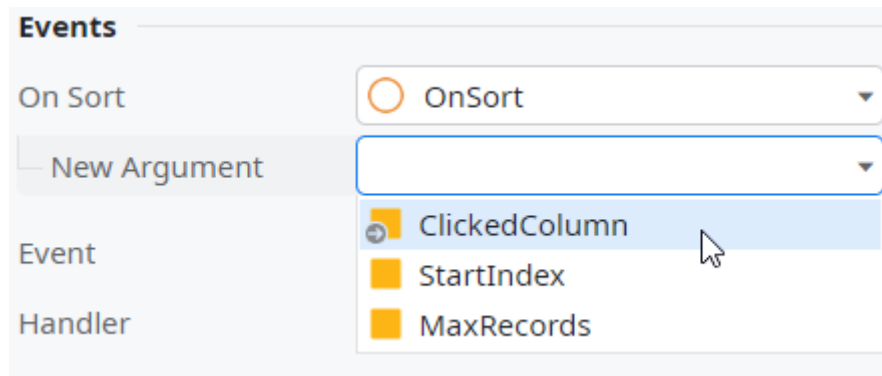 Events
On Sort OnSort
New Argument
ClickedColumn
Event
StartIndex
Handler
MaxRecords